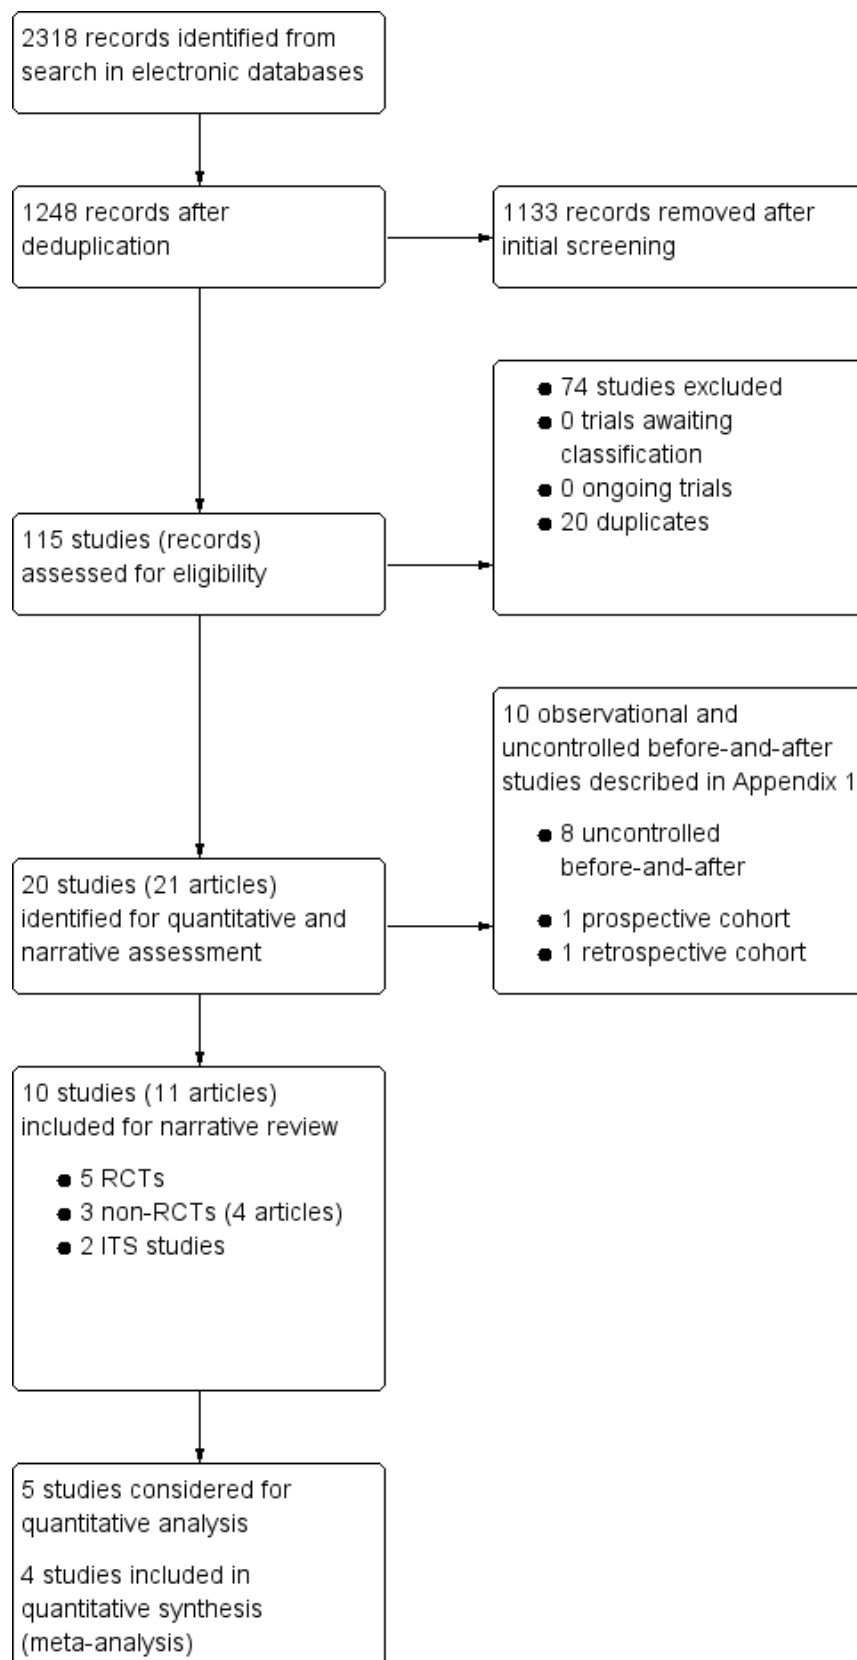 2318 records identified from
search in electronic databases
1248 records after
deduplication
1133 records removed after
initial screening
● 74 studies excluded
● 0 trials awaiting
classification
● 0 ongoing trials
● 20 duplicates
115 studies (records)
assessed for eligibility
10 observational and
uncontrolled before-and-after
studies described in Appendix 1
● 8 uncontrolled
before-and-after
● 1 prospective cohort
● 1 retrospective cohort
20 studies (21 articles)
identified for quantitative and
narrative assessment
10 studies (11 articles)
included for narrative review
● 5 RCTs
● 3 non-RCTs (4 articles)
● 2 ITS studies
5 studies considered for
quantitative analysis
4 studies included in
quantitative synthesis
(meta-analysis)